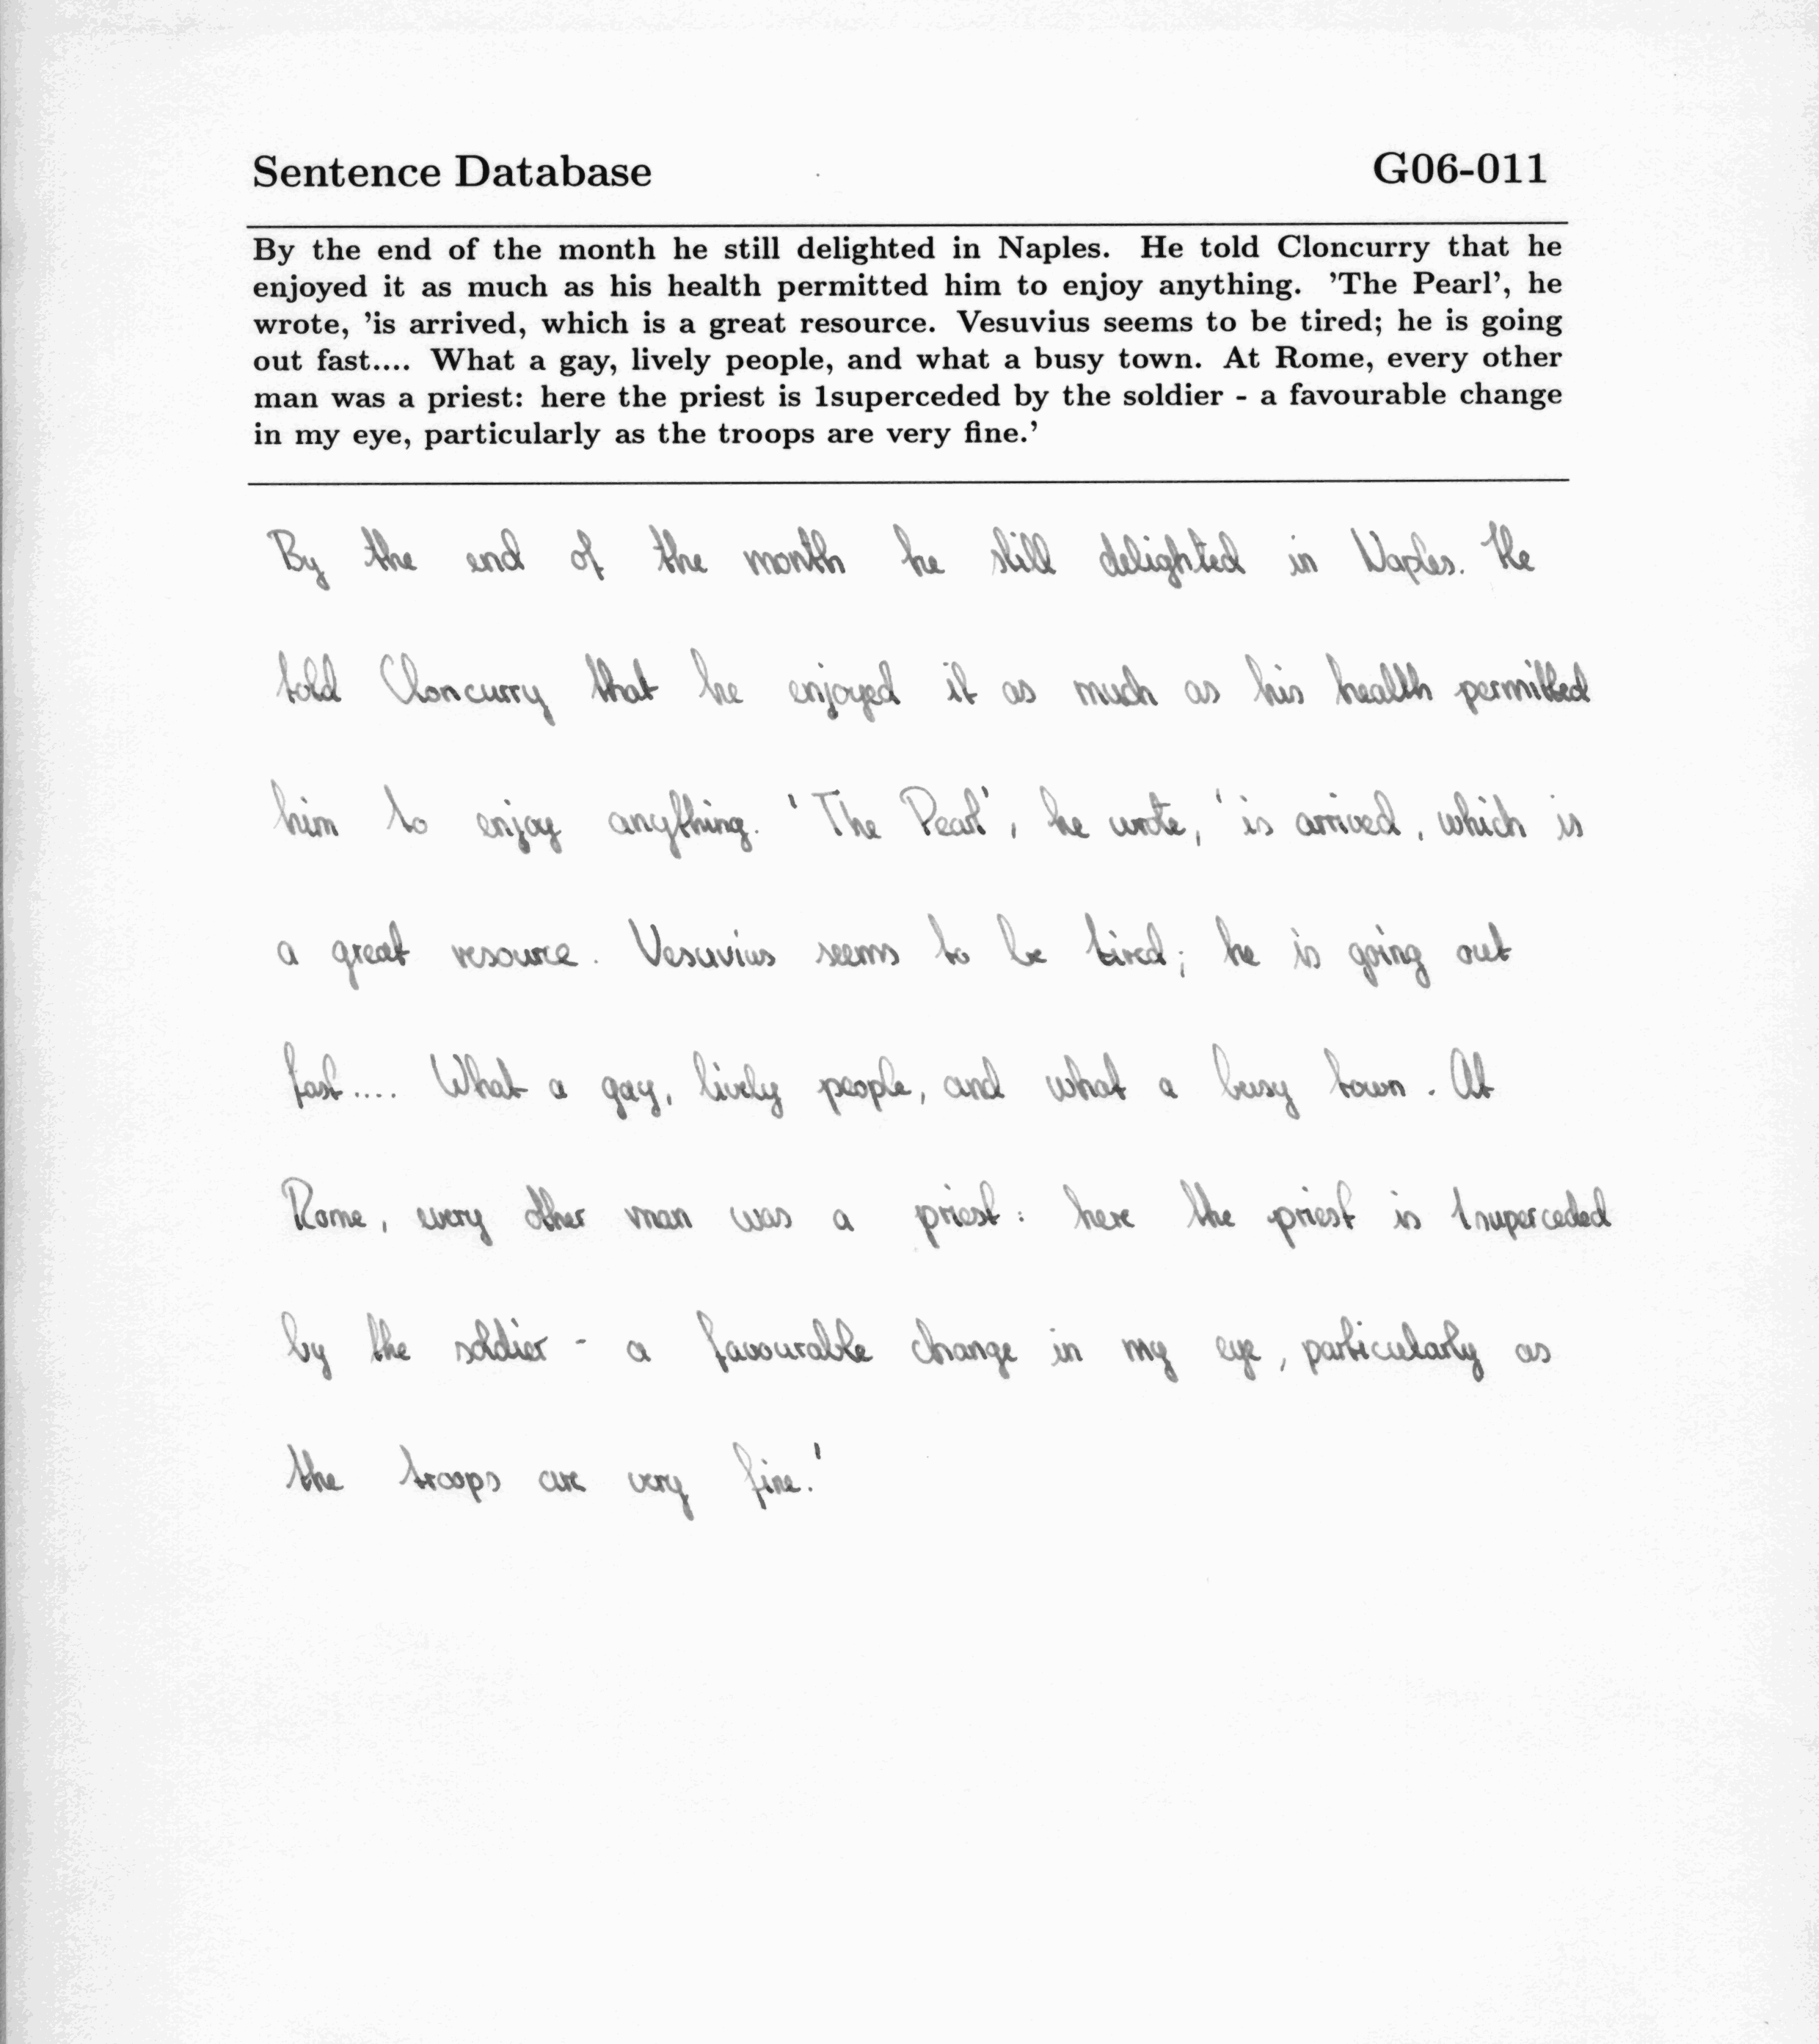 Sentence Database G06-011
By the end of the month he still delighted in Naples. He told Cloncurry that he
enjoyed it as much as his health permitted him to enjoy anything. 'The Pearl', he
wrote, 'is arrived, which is a great resource. Vesuvius seems to be tired; he is going
out fast.... What a gay, lively people, and what a busy town. At Rome, every other
man was a priest: here the priest is 1superceded by the soldier - a favourable change
in my eye, particularly as the troops are very fine.'
By the end of the month he still delighted in Naples. He
told Cloncurry that he enjoyed it as much as his health permitted
him to enjoy anything. 'The Pearl', he wrote, 'is arrived, which is
a great resource. Vesuvius seems to be tired; he is going out
fast.... What a gay, lively people, and what a busy town. At
Rome, every other man was a priest: here the priest is 1superceded
by the soldier - a favourable change in my eye, particularly as
the troops are very fine.'